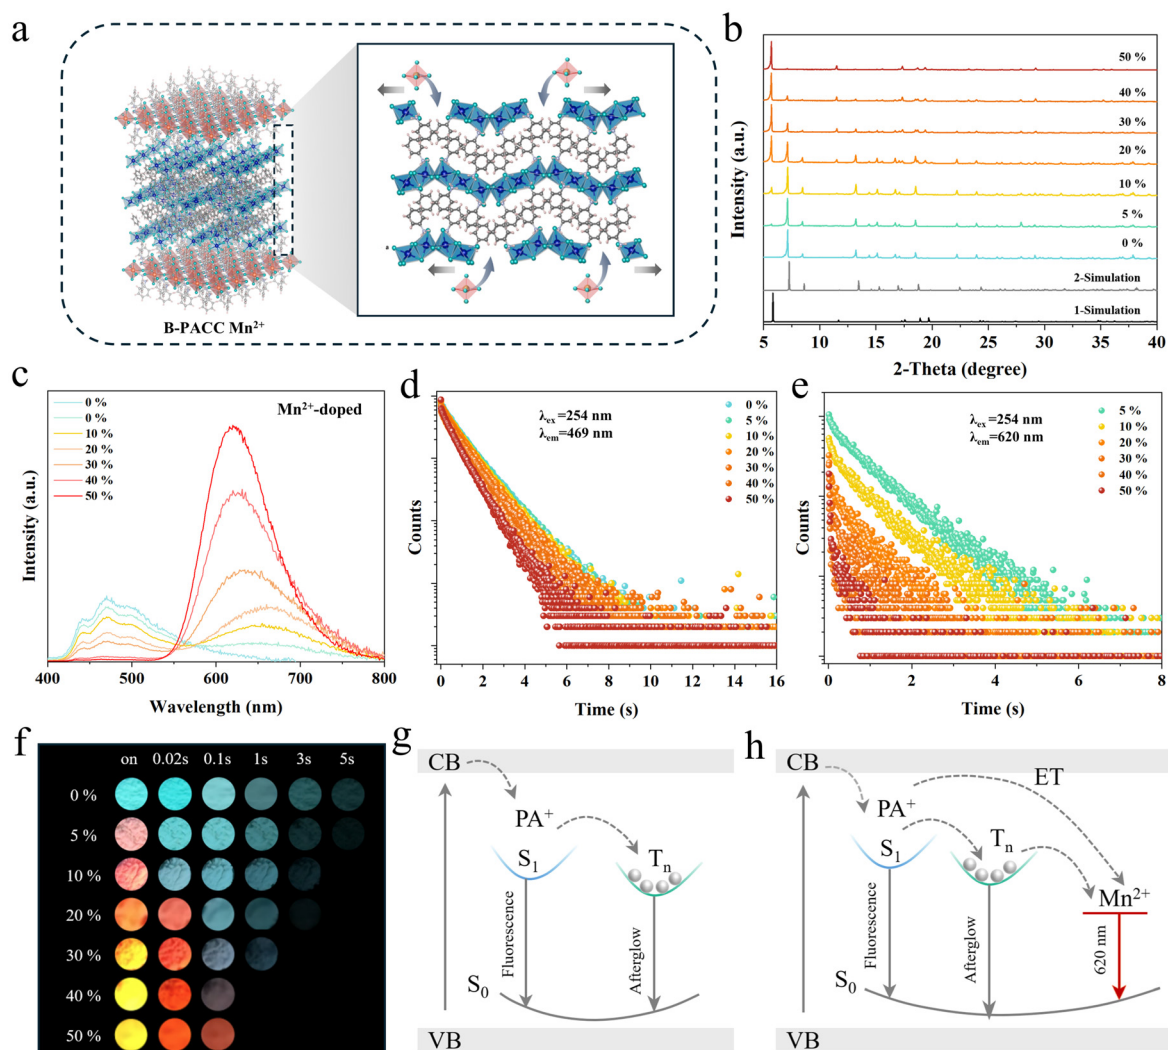 a
B-PACC Mn²⁺
b
50 %
40 %
30 %
20 %
10 %
5 %
0 %
2-Simulation
1-Simulation
Intensity (a.u.)
5 10 15 20 25 30 35 40
2-Theta (degree)
c
0 %
0 %
10 %
20 %
30 %
40 %
50 %
Mn²⁺-doped
Intensity (a.u.)
400 500 600 700 800
Wavelength (nm)
d
λex =254 nm
λem=469 nm
0 %
5 %
10 %
20 %
30 %
40 %
50 %
Counts
0 2 4 6 8 10 12 14 16
Time (s)
e
λex =254 nm
λem=620 nm
5 %
10 %
20 %
30 %
40 %
50 %
Counts
0 2 4 6 8
Time (s)
f
on 0.02s 0.1s 1s 3s 5s
0 %
5 %
10 %
20 %
30 %
40 %
50 %
g
CB
PA⁺
S₁
Tₙ
Fluorescence
Afterglow
S₀
VB
h
CB
ET
PA⁺
S₁
Tₙ
Mn²⁺
Fluorescence
Afterglow
620 nm
S₀
VB